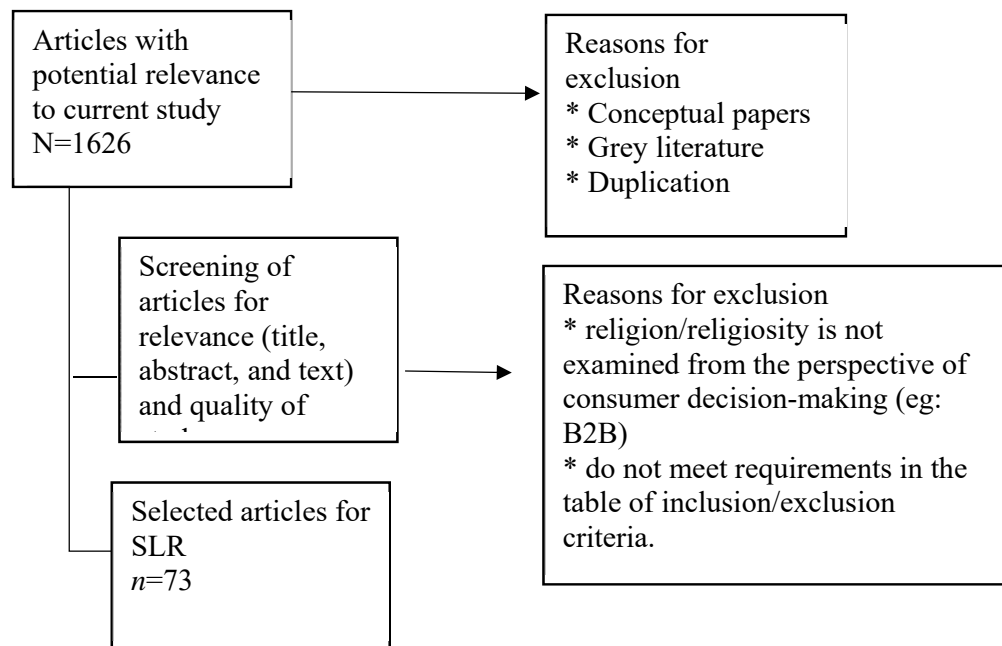 Articles with
potential relevance
to current study
N=1626
Reasons for
exclusion
* Conceptual papers
* Grey literature
* Duplication
Screening of
articles for
relevance (title,
abstract, and text)
and quality of
Reasons for exclusion
* religion/religiosity is not
examined from the perspective of
consumer decision-making (eg:
B2B)
* do not meet requirements in the
table of inclusion/exclusion
criteria.
Selected articles for
SLR
n=73